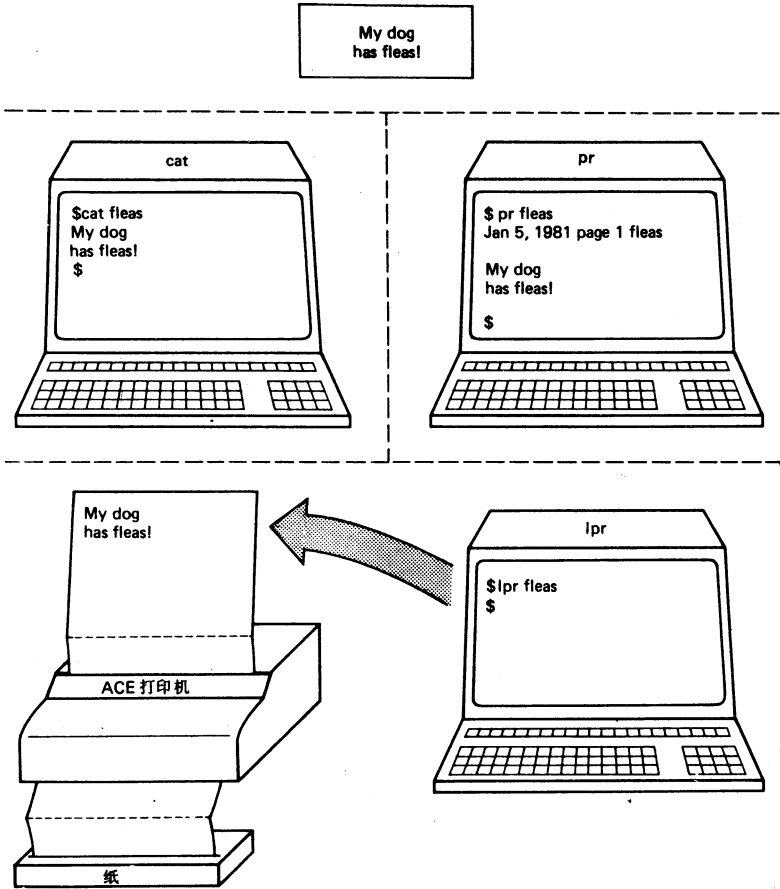 My dog
has fleas!
cat
$cat fleas
My dog
has fleas!
$
pr
$ pr fleas
Jan 5, 1981 page 1 fleas
My dog
has fleas!
$
My dog
has fleas!
ACE 打印机
纸
lpr
$lpr fleas
$